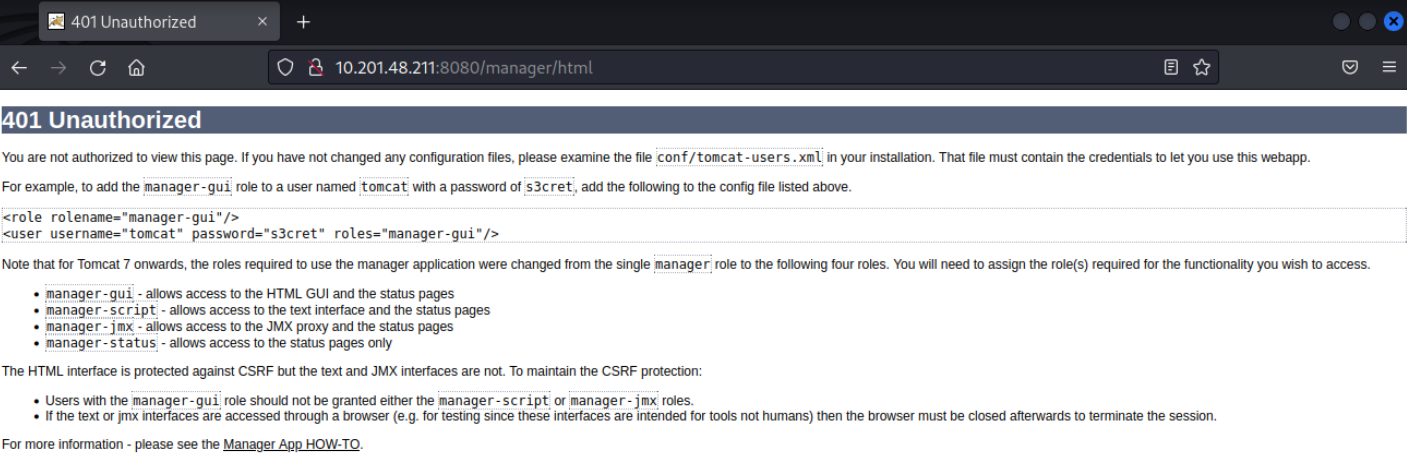 401 Unauthorized
10.201.48.211:8080/manager/html
401 Unauthorized
You are not authorized to view this page. If you have not changed any configuration files, please examine the file conf/tomcat-users.xml in your installation. That file must contain the credentials to let you use this webapp.
For example, to add the manager-gui role to a user named tomcat with a password of s3cret, add the following to the config file listed above.
<role rolename="manager-gui"/>
<user username="tomcat" password="s3cret" roles="manager-gui"/>
Note that for Tomcat 7 onwards, the roles required to use the manager application were changed from the single manager role to the following four roles. You will need to assign the role(s) required for the functionality you wish to access.
• manager-gui - allows access to the HTML GUI and the status pages
• manager-script - allows access to the text interface and the status pages
• manager-jmx - allows access to the JMX proxy and the status pages
• manager-status - allows access to the status pages only
The HTML interface is protected against CSRF but the text and JMX interfaces are not. To maintain the CSRF protection:
• Users with the manager-gui role should not be granted either the manager-script or manager-jmx roles.
• If the text or jmx interfaces are accessed through a browser (e.g. for testing since these interfaces are intended for tools not humans) then the browser must be closed afterwards to terminate the session.
For more information - please see the Manager App HOW-TO.